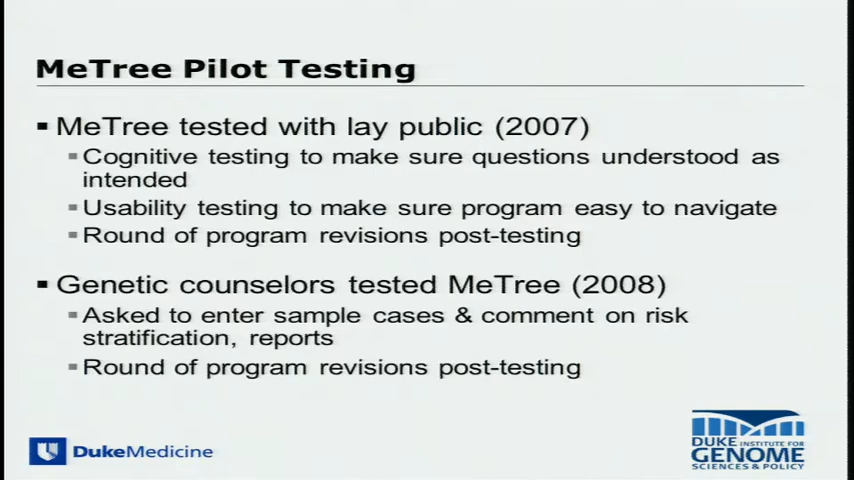 MeTree Pilot Testing
▪ MeTree tested with lay public (2007)
▪ Cognitive testing to make sure questions understood as
intended
▪ Usability testing to make sure program easy to navigate
▪ Round of program revisions post-testing
▪ Genetic counselors tested MeTree (2008)
▪ Asked to enter sample cases & comment on risk
stratification, reports
▪ Round of program revisions post-testing
DukeMedicine
DUKE INSTITUTE FOR
GENOME
SCIENCES & POLICY